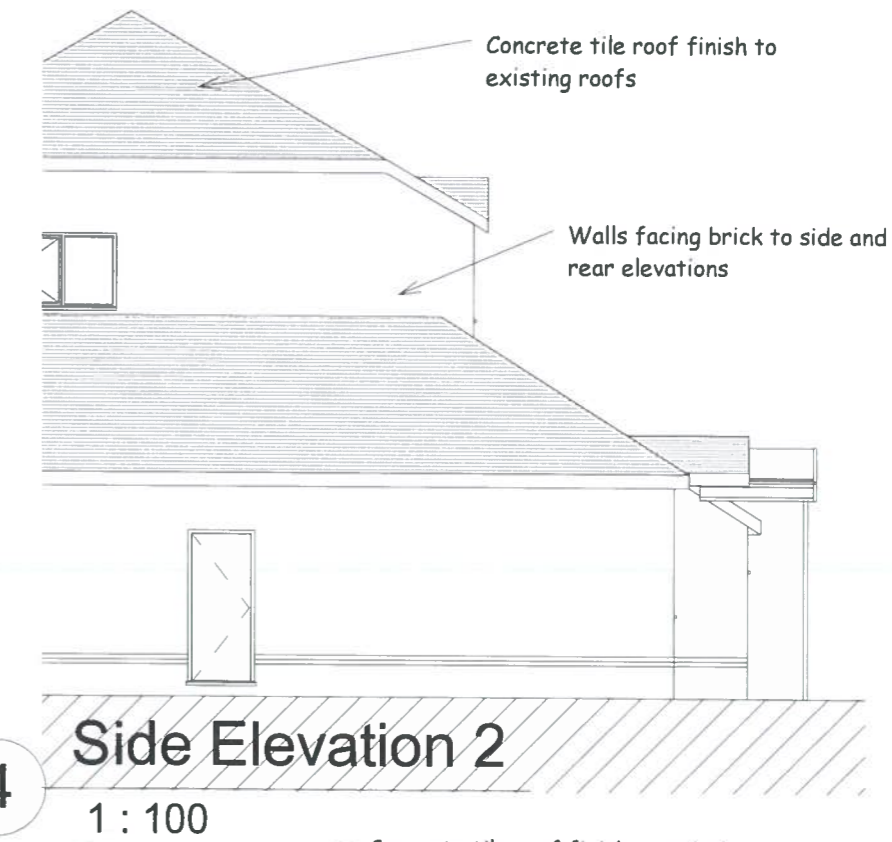 Concrete tile roof finish to
existing roofs
Walls facing brick to side and
rear elevations
Side Elevation 2
4
1 : 100